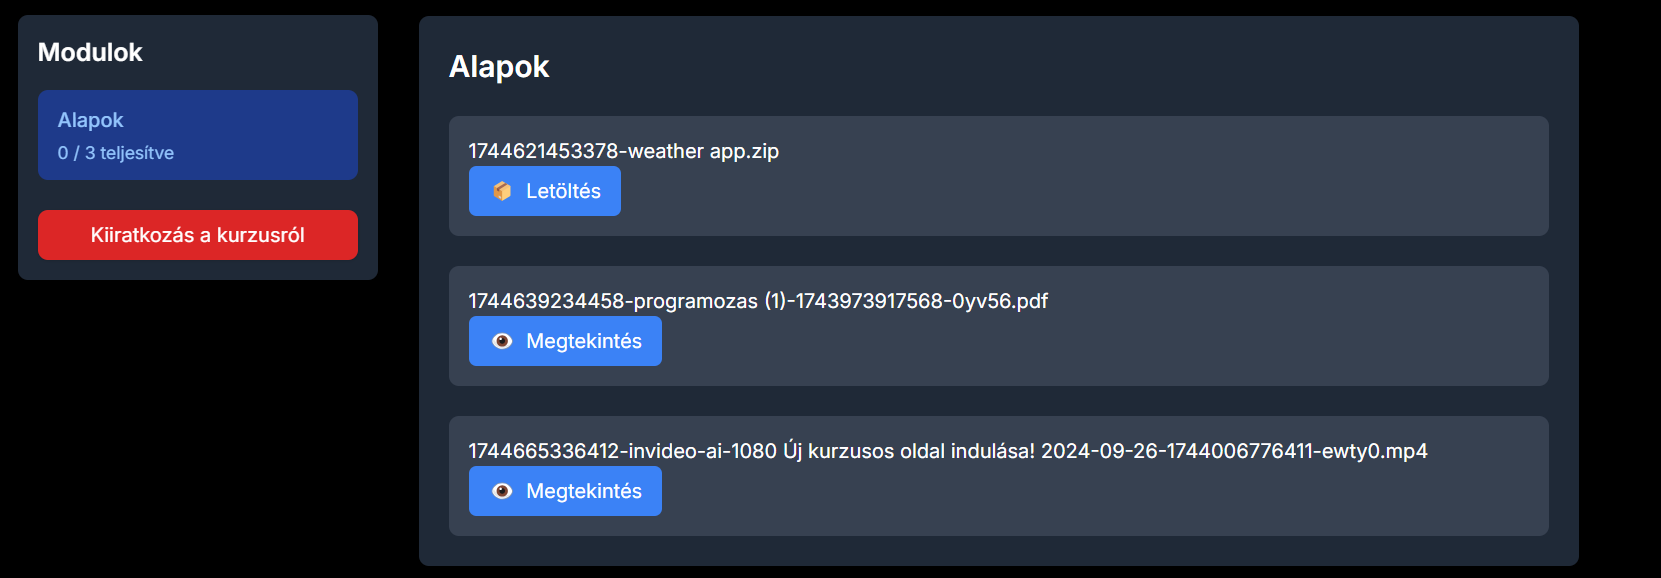 Modulok
Alapok
0 / 3 teljesítve
Kiiratkozás a kurzusról
Alapok
1744621453378-weather app.zip
Letöltés
1744639234458-programozas (1)-1743973917568-0yv56.pdf
Megtekintés
1744665336412-invideo-ai-1080 Új kurzusos oldal indulása! 2024-09-26-1744006776411-ewty0.mp4
Megtekintés